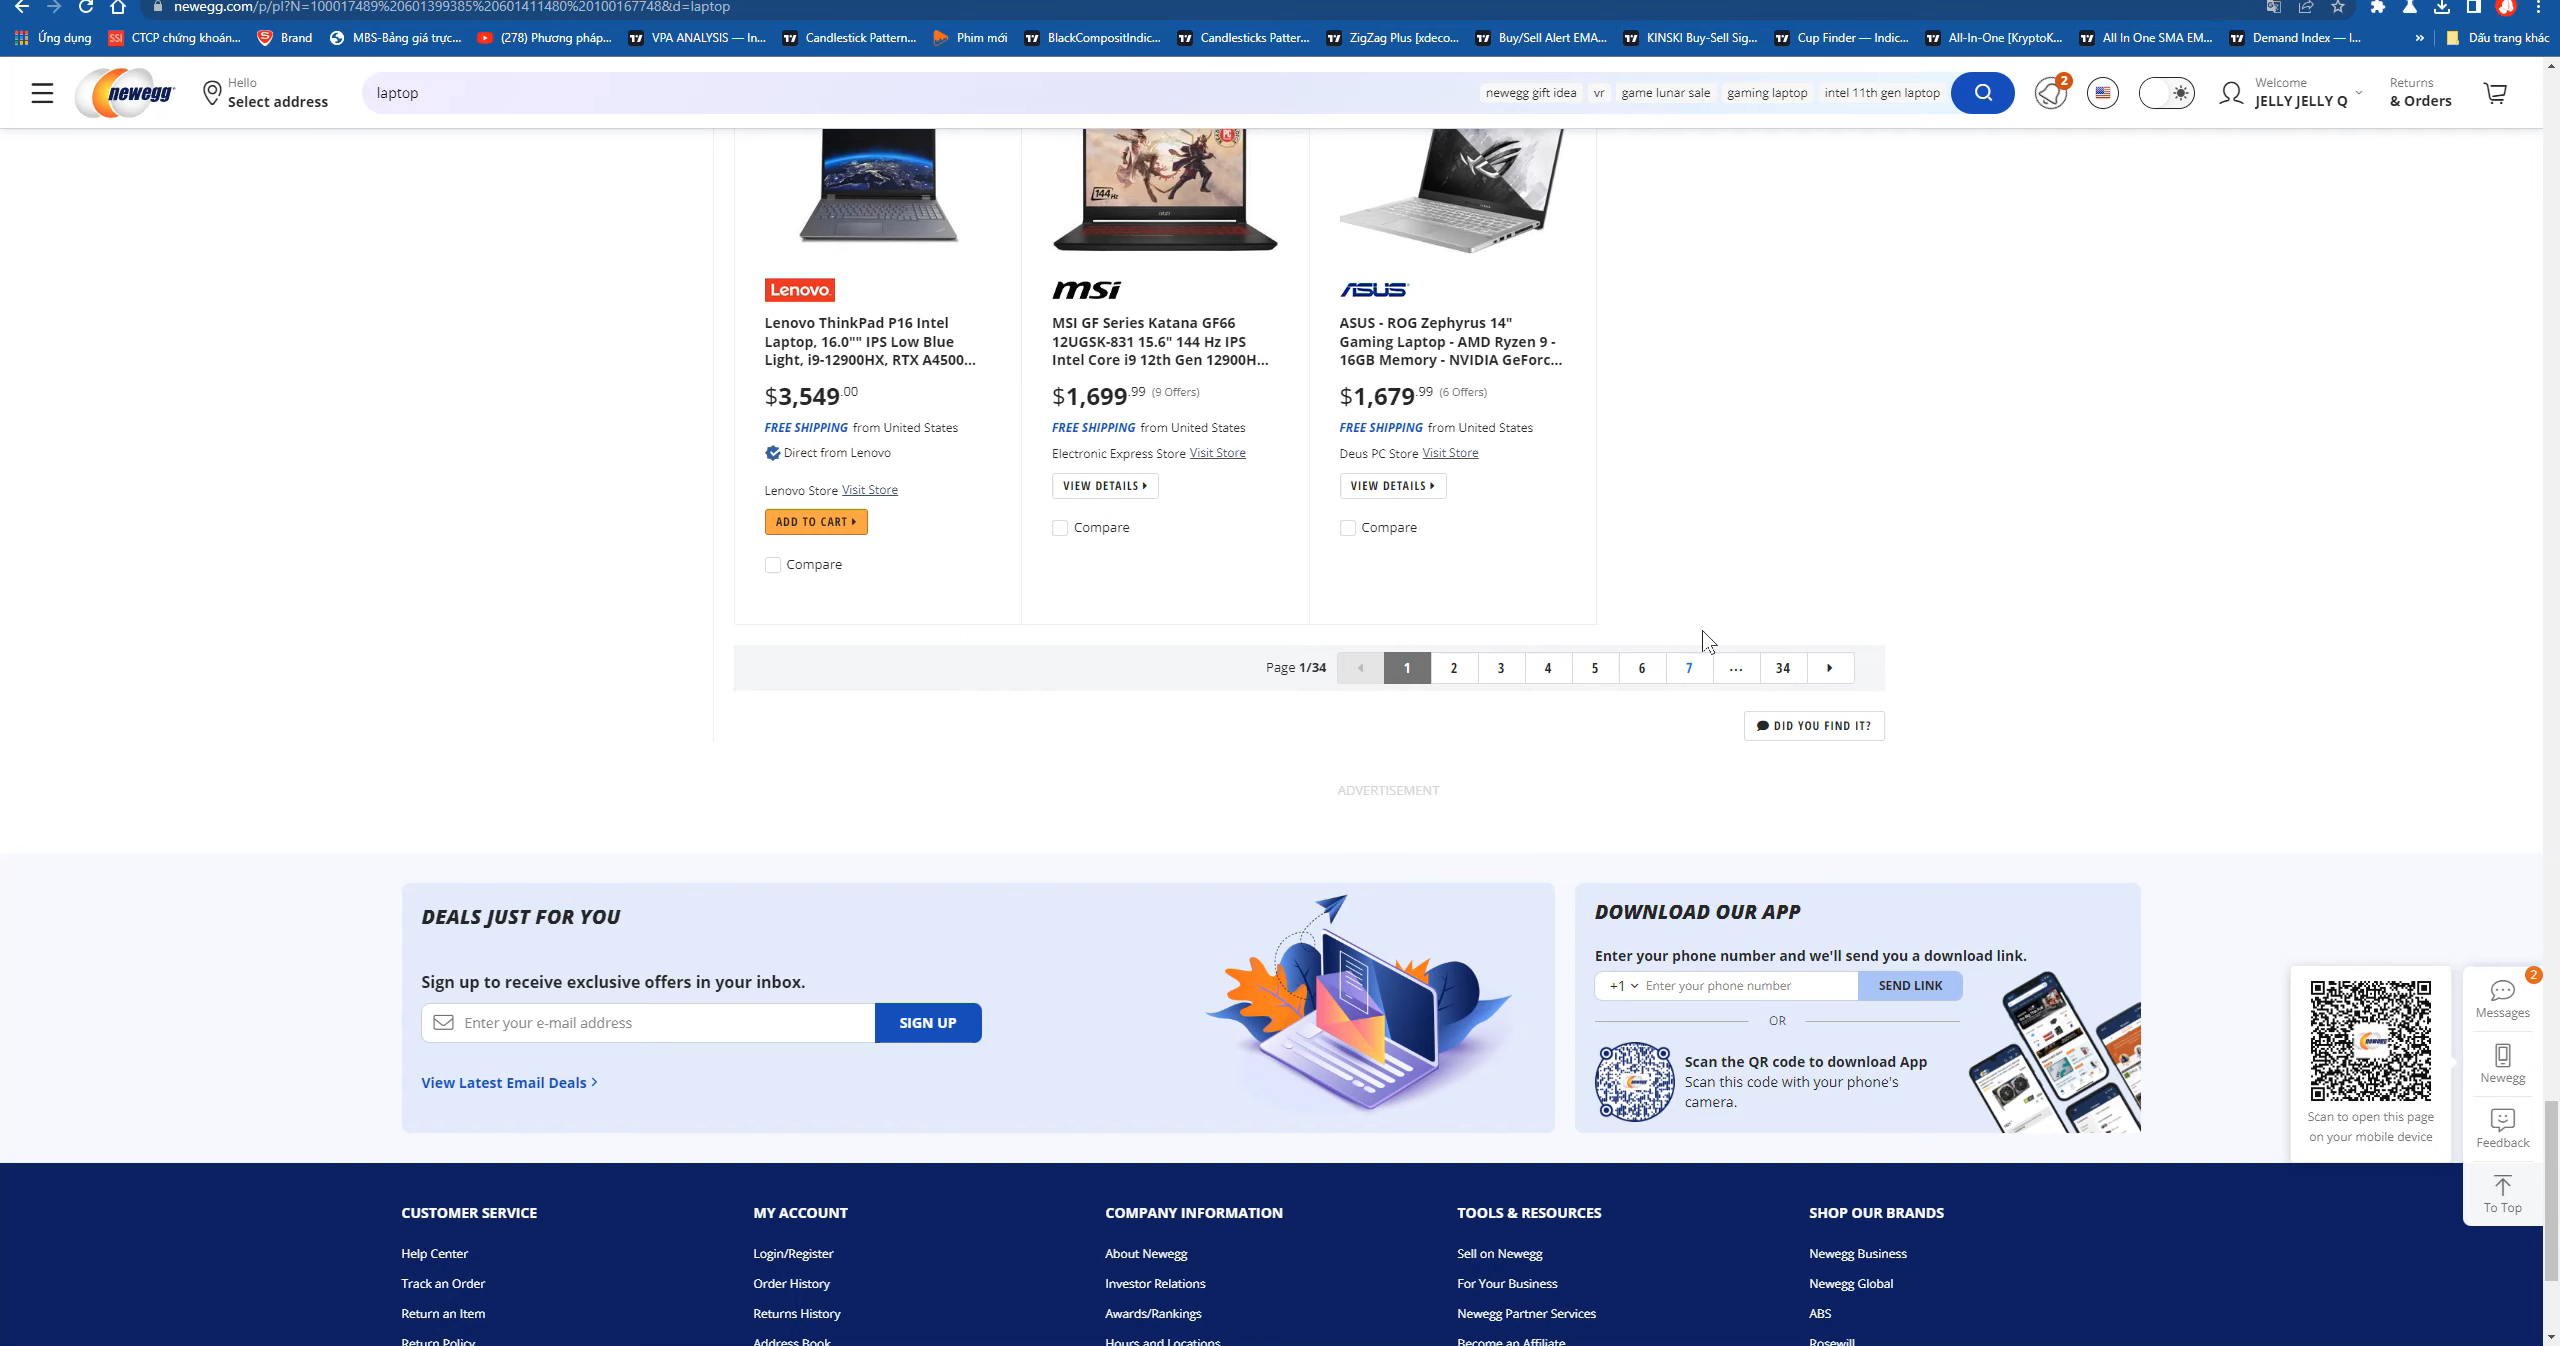 newegg.com/p/pl?N=100017489%20601399385%20601411480%20100167748&d=laptop
Ứng dụng
SSI CTCP chứng khoán...
Brand
MBS-Bảng giá trực...
(278) Phương pháp...
VPA ANALYSIS — In...
Candlestick Pattern...
Phim mới
BlackCompositIndic...
Candlesticks Patter...
ZigZag Plus [xdeco...
Buy/Sell Alert EMA...
KINSKI Buy-Sell Sig...
Cup Finder — Indic...
All-In-One [KryptoK...
All In One SMA EM...
Demand Index — I...
»
Dấu trang khác
newegg
Hello
Select address
laptop
newegg gift idea
vr
game lunar sale
gaming laptop
intel 11th gen laptop
2
Welcome
JELLY JELLY Q
Returns
& Orders
144 Hz
Lenovo
Lenovo ThinkPad P16 Intel
Laptop, 16.0"" IPS Low Blue
Light, i9-12900HX, RTX A4500...
$3,549.00
FREE SHIPPING from United States
Direct from Lenovo
Lenovo Store Visit Store
ADD TO CART
Compare
msi
MSI GF Series Katana GF66
12UGSK-831 15.6" 144 Hz IPS
Intel Core i9 12th Gen 12900H...
$1,699.99 (9 Offers)
FREE SHIPPING from United States
Electronic Express Store Visit Store
VIEW DETAILS
Compare
ASUS
ASUS - ROG Zephyrus 14"
Gaming Laptop - AMD Ryzen 9 -
16GB Memory - NVIDIA GeForc...
$1,679.99 (6 Offers)
FREE SHIPPING from United States
Deus PC Store Visit Store
VIEW DETAILS
Compare
Page 1/34 1 2 3 4 5 6 7 ... 34
DID YOU FIND IT?
ADVERTISEMENT
DEALS JUST FOR YOU
Sign up to receive exclusive offers in your inbox.
Enter your e-mail address
SIGN UP
View Latest Email Deals
DOWNLOAD OUR APP
Enter your phone number and we'll send you a download link.
+1 Enter your phone number
SEND LINK
OR
Scan the QR code to download App
Scan this code with your phone's
camera.
Scan to open this page
on your mobile device
2
Messages
Newegg
Feedback
To Top
CUSTOMER SERVICE
Help Center
Track an Order
Return an Item
Return Policy
MY ACCOUNT
Login/Register
Order History
Returns History
Address Book
COMPANY INFORMATION
About Newegg
Investor Relations
Awards/Rankings
Hours and Locations
TOOLS & RESOURCES
Sell on Newegg
For Your Business
Newegg Partner Services
Become an Affiliate
SHOP OUR BRANDS
Newegg Business
Newegg Global
ABS
Rosewill